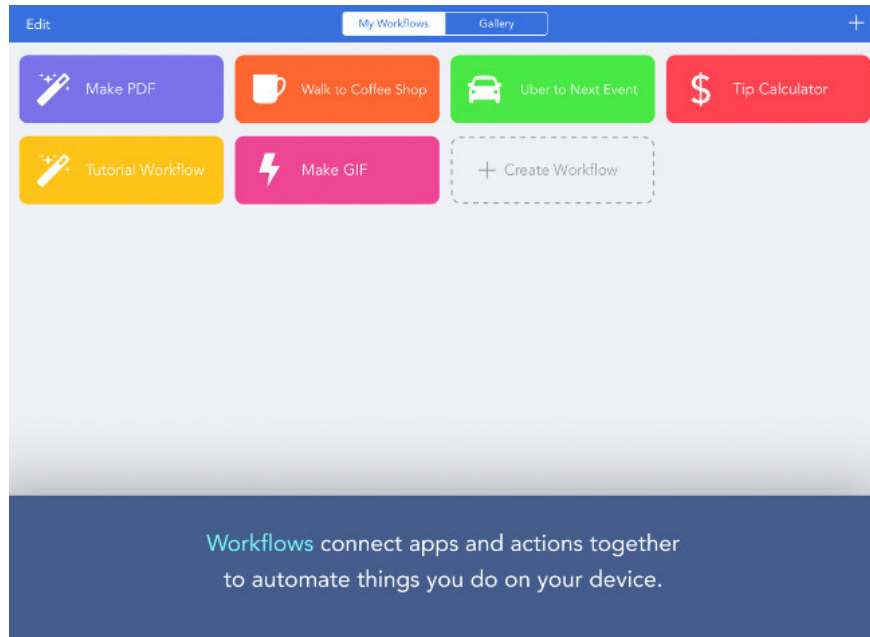 Edit
My Workflows
Gallery
+
Make PDF
Walk to Coffee Shop
Uber to Next Event
$
Tip Calculator
Tutorial Workflow
Make GIF
+ Create Workflow
Workflows connect apps and actions together
to automate things you do on your device.